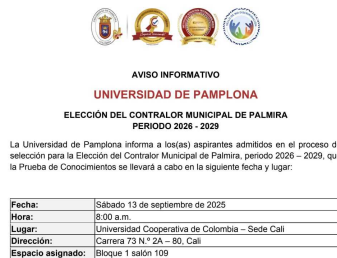 AVISO INFORMATIVO
UNIVERSIDAD DE PAMPLONA
ELECCIÓN DEL CONTRALOR MUNICIPAL DE PALMIRA
PERIODO 2026 - 2029
La Universidad de Pamplona informa a los(as) aspirantes admitidos en el proceso d
selección para la Elección del Contralor Municipal de Palmira, periodo 2026 – 2029, qu
la Prueba de Conocimientos se llevará a cabo en la siguiente fecha y lugar:
Fecha: Sábado 13 de septiembre de 2025
Hora: 8:00 a.m.
Lugar: Universidad Cooperativa de Colombia – Sede Cali
Dirección: Carrera 73 N.º 2A – 80, Cali
Espacio asignado: Bloque 1 salón 109